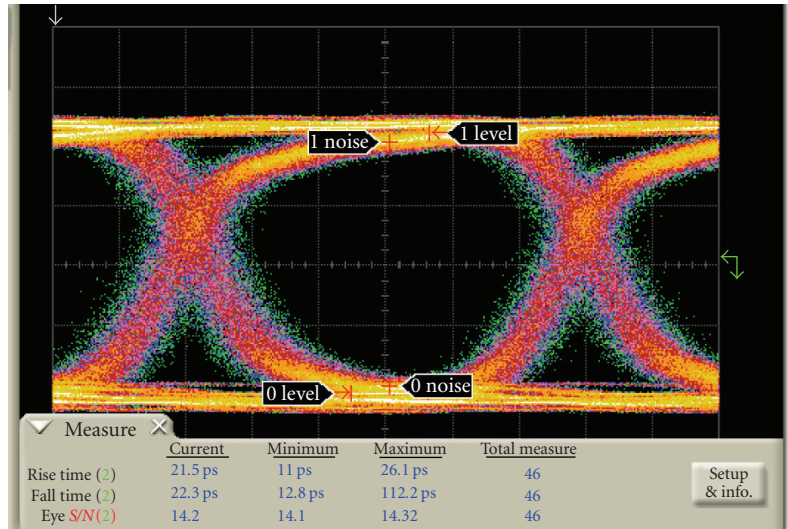 1 noise
1 level
0 level
0 noise
Measure
Current Minimum Maximum Total measure
Rise time (2) 21.5 ps 11 ps 26.1 ps 46
Fall time (2) 22.3 ps 12.8 ps 112.2 ps 46
Eye S/N(2) 14.2 14.1 14.32 46
Setup
& info.